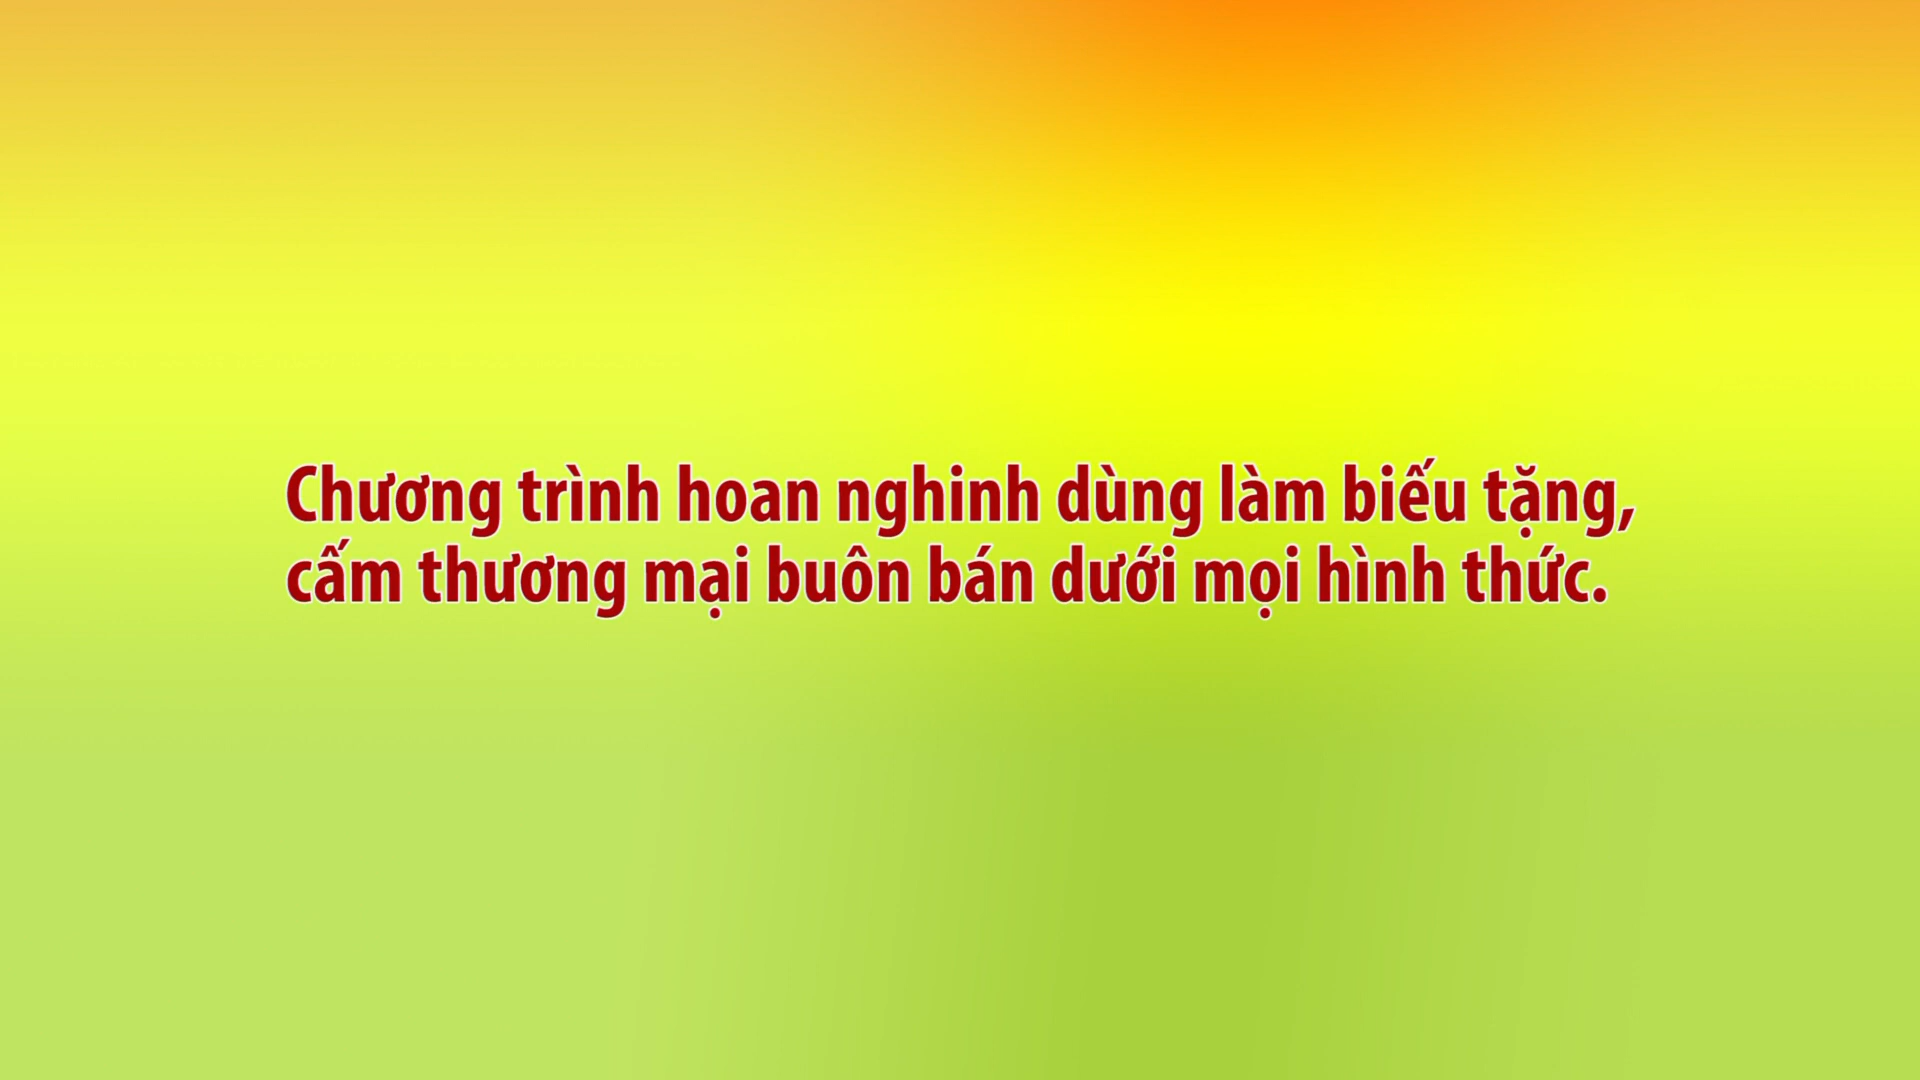 Chương trình hoan nghinh dùng làm biếu tặng,
cấm thương mại buôn bán dưới mọi hình thức.